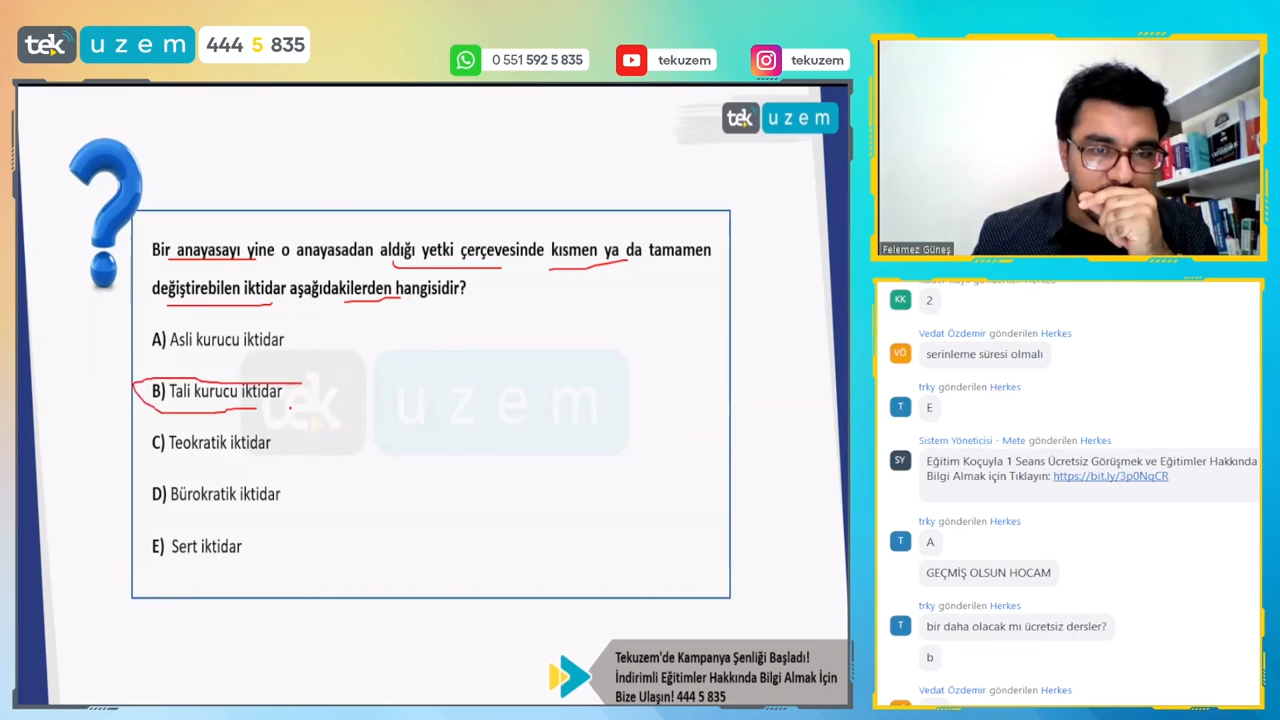 tek uzem 444 5 835
0 551 592 5 835
tekuzem
tekuzem
tek uzem
Bir anayasayı yine o anayasadan aldığı yetki çerçevesinde kısmen ya da tamamen
değiştirebilen iktidar aşağıdakilerden hangisidir?
A) Asli kurucu iktidar
B) Tali kurucu iktidar
C) Teokratik iktidar
D) Bürokratik iktidar
E) Sert iktidar
tek uzem
Tekuzem'de Kampanya Şenliği Başladı!
İndirimli Eğitimler Hakkında Bilgi Almak İçin
Bize Ulaşın! 444 5 835
Felemez Güneş
KK
2
Vedat Özdemir gönderilen Herkes
VÖ
serinleme süresi olmalı
trky gönderilen Herkes
T
E
Sistem Yöneticisi - Mete gönderilen Herkes
SY
Eğitim Koçuyla 1 Seans Ücretsiz Görüşmek ve Eğitimler Hakkında
Bilgi Almak için Tıklayın: https://bit.ly/3p0NqCR
trky gönderilen Herkes
T
A
GEÇMİŞ OLSUN HOCAM
trky gönderilen Herkes
T
bir daha olacak mı ücretsiz dersler?
b
Vedat Özdemir gönderilen Herkes